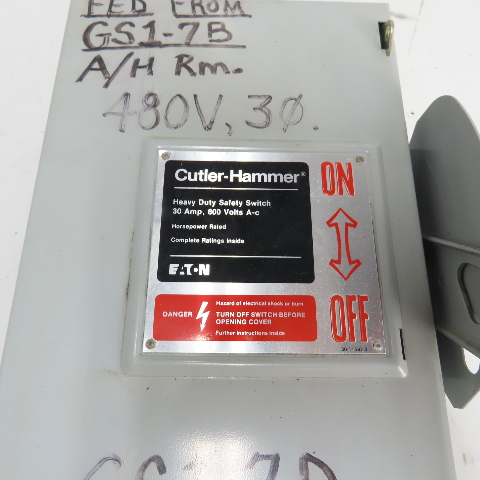 FED FROM
GS1-7B
A/H Rm.
480V, 3Ø.
Cutler-Hammer®
Heavy Duty Safety Switch
30 Amp, 600 Volts A-c
Horsepower Rated
Complete Ratings Inside
EATON
ON
OFF
DANGER
Hazard of electrical shock or burn
TURN OFF SWITCH BEFORE
OPENING COVER
Further instructions inside